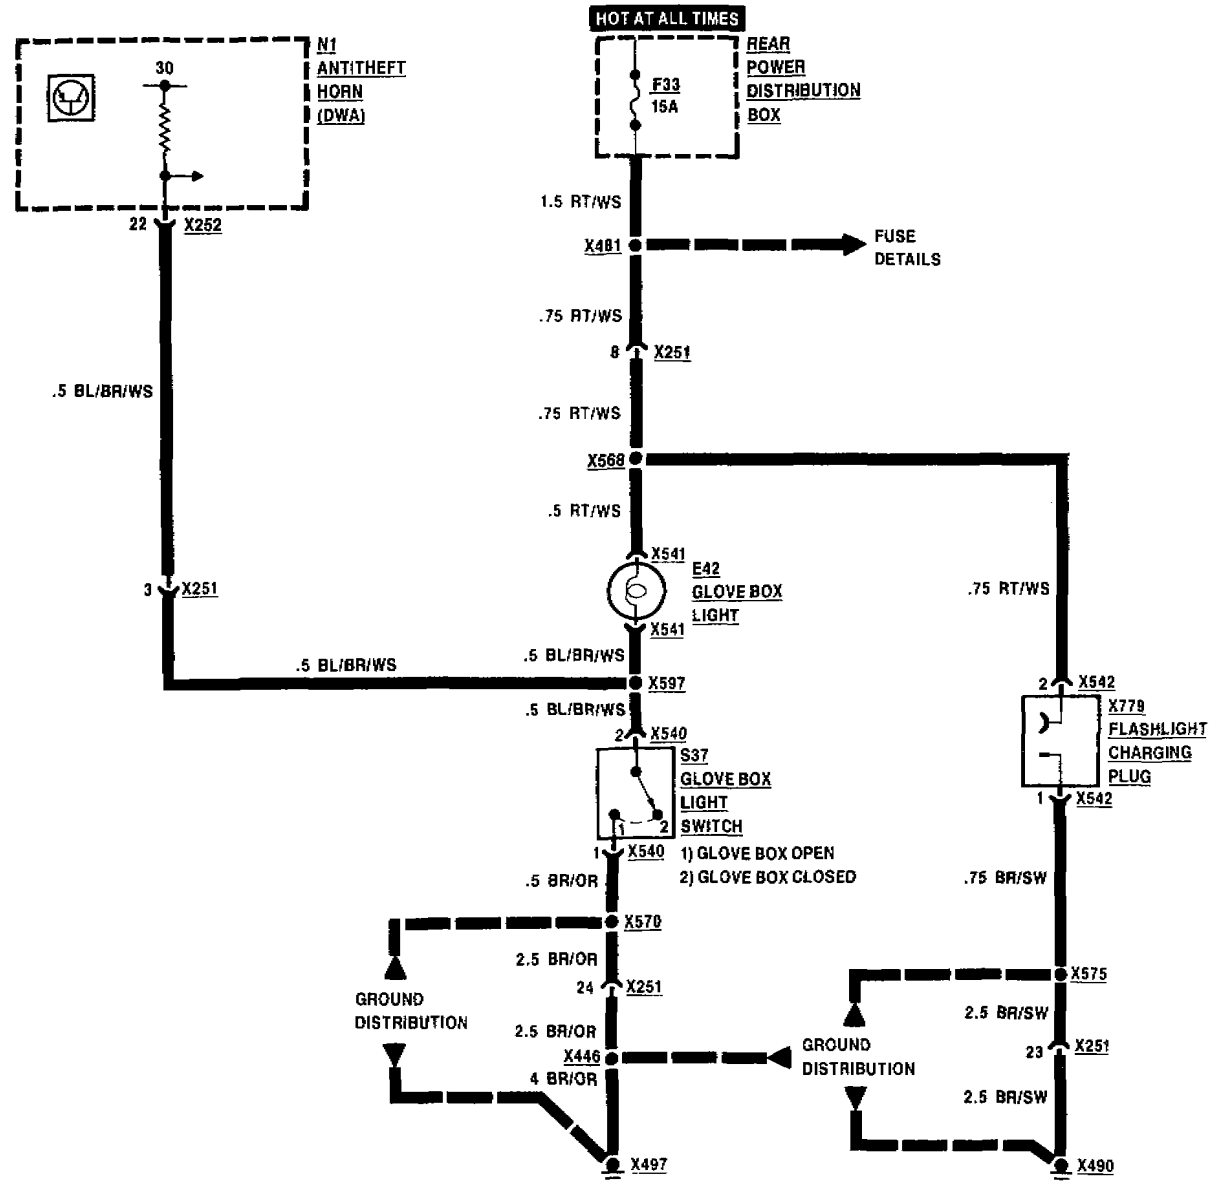 HOT AT ALL TIMES
N1
ANTITHEFT
HORN
(DWA)
30
F33
15A
REAR
POWER
DISTRIBUTION
BOX
22 X252
1.5 RT/WS
X481
FUSE
DETAILS
.75 RT/WS
8 X251
.5 BL/BR/WS
.75 RT/WS
X568
.5 RT/WS
X541
E42
GLOVE BOX
LIGHT
3 X251
.75 RT/WS
X541
.5 BL/BR/WS
.5 BL/BR/WS
X597
.5 BL/BR/WS
2 X542
X779
FLASHLIGHT
CHARGING
PLUG
2 X540
S37
GLOVE BOX
LIGHT
SWITCH
1 2
1 X542
1 X540
1) GLOVE BOX OPEN
2) GLOVE BOX CLOSED
.5 BR/OR
.75 BR/SW
X570
2.5 BR/OR
X575
24 X251
GROUND
DISTRIBUTION
2.5 BR/SW
2.5 BR/OR
X446
GROUND
DISTRIBUTION
23 X251
4 BR/OR
2.5 BR/SW
X497
X490